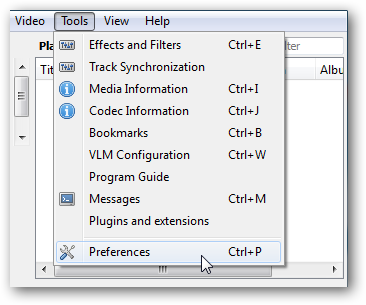 Video Tools View Help
Pla ilter
Tit Albu
Effects and Filters Ctrl+E
Track Synchronization
Media Information Ctrl+I
Codec Information Ctrl+J
Bookmarks Ctrl+B
VLM Configuration Ctrl+W
Program Guide
Messages Ctrl+M
Plugins and extensions
Preferences Ctrl+P